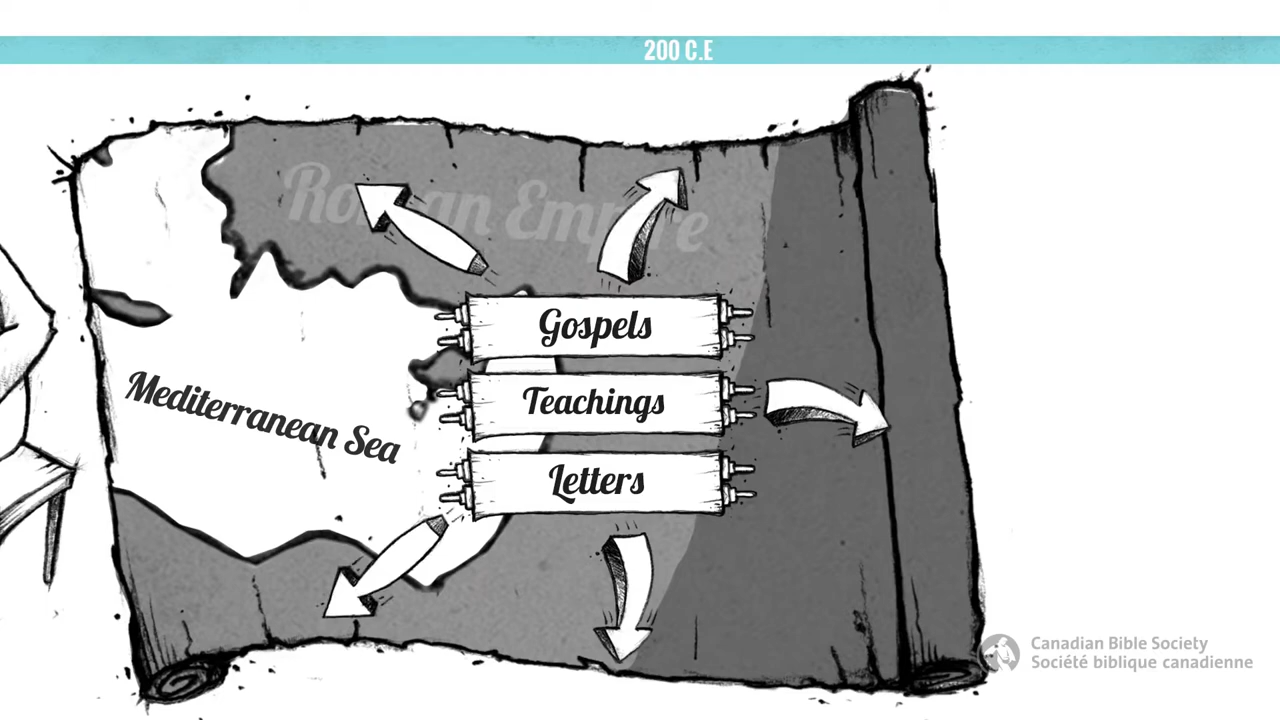 200 C.E
Roman Empire
Gospels
Teachings
Mediterranean Sea
Letters
Canadian Bible Society
Société biblique canadienne